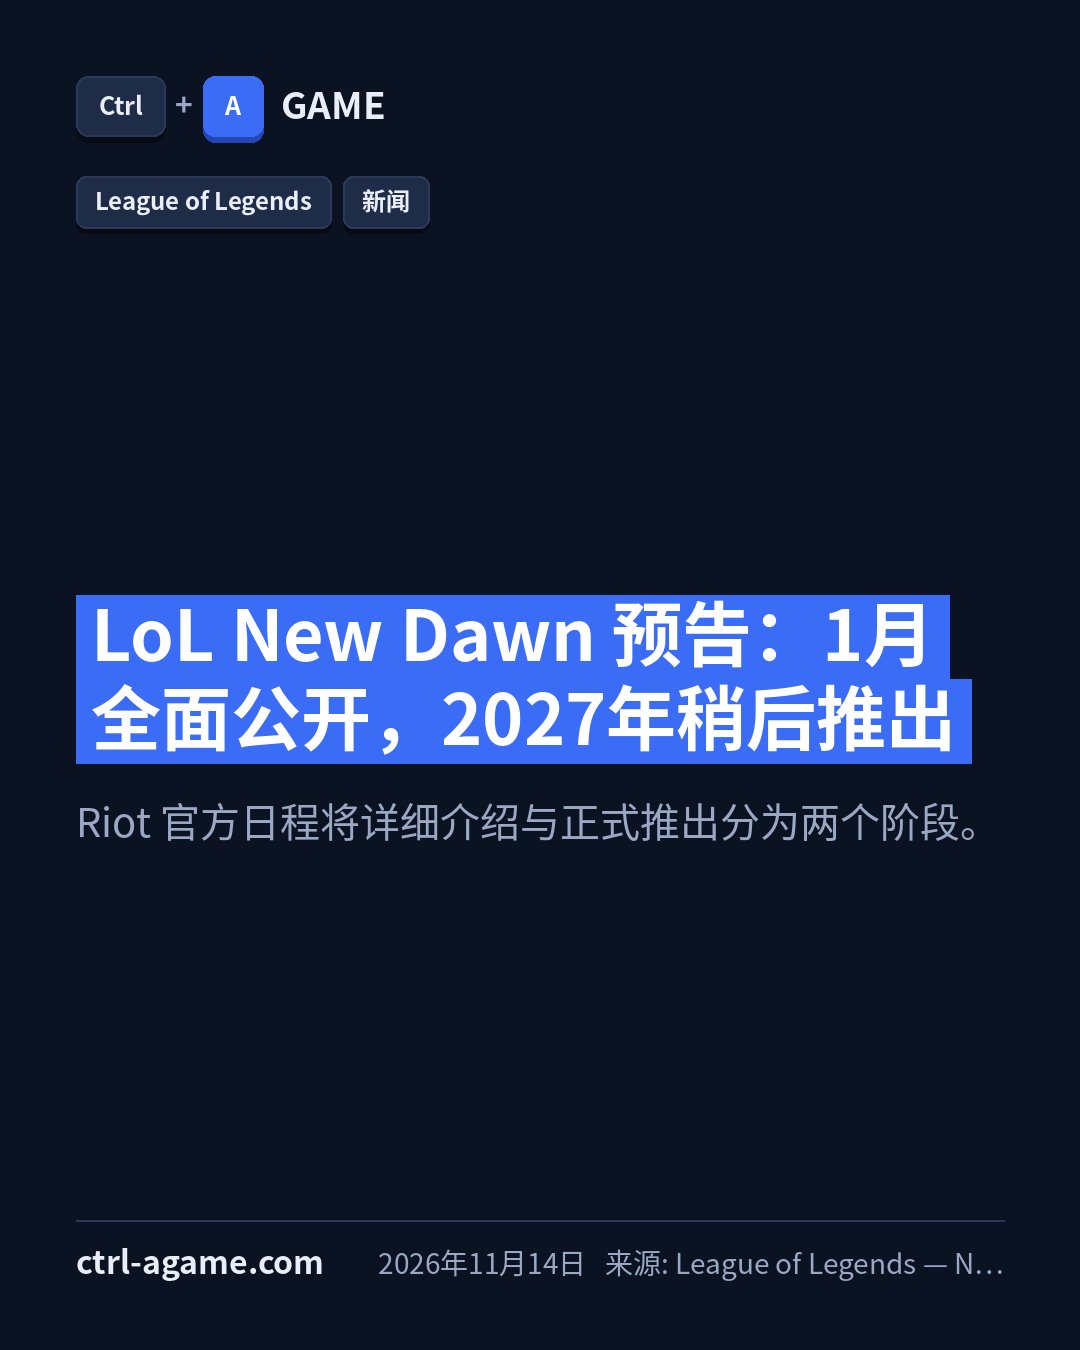 Ctrl + A GAME
League of Legends 新闻
LoL New Dawn 预告：1月
全面公开，2027年稍后推出
Riot 官方日程将详细介绍与正式推出分为两个阶段。
ctrl-agame.com 2026年11月14日 来源: League of Legends — N…